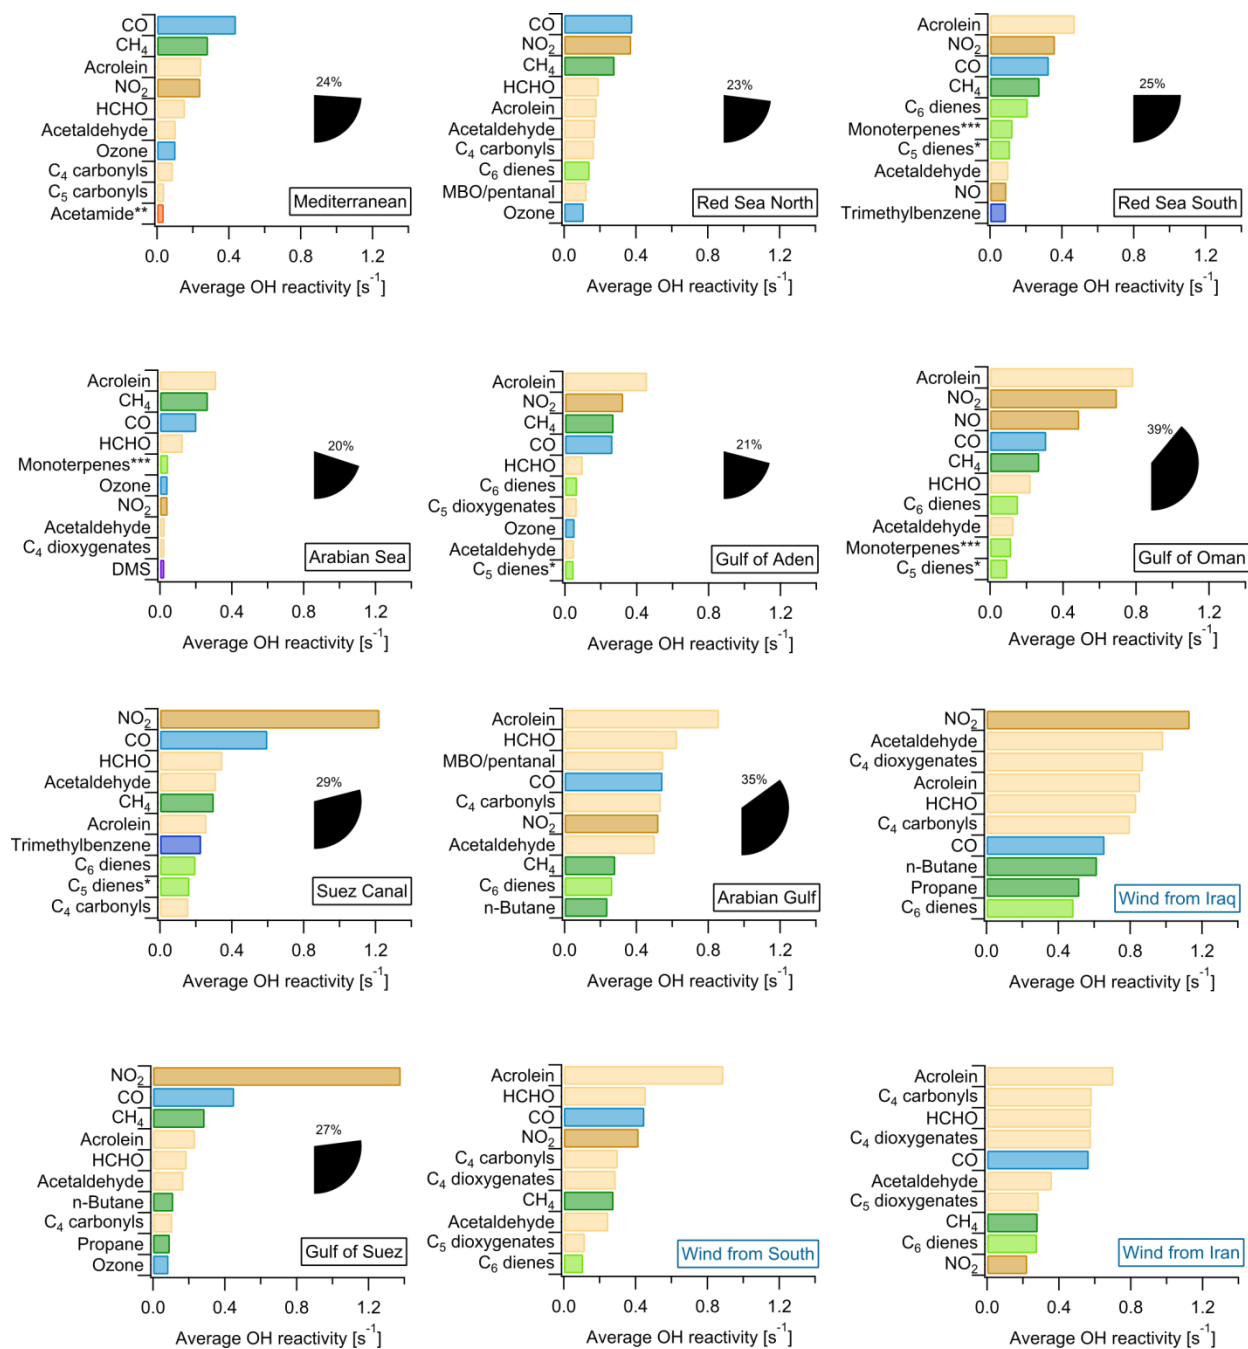 CO
CH4
Acrolein
NO2
HCHO
Acetaldehyde
Ozone
C4 carbonyls
C5 carbonyls
Acetamide**
24%
Mediterranean
0.0 0.4 0.8 1.2
Average OH reactivity [s-1]
CO
NO2
CH4
HCHO
Acrolein
Acetaldehyde
C4 carbonyls
C6 dienes
MBO/pentanal
Ozone
23%
Red Sea North
0.0 0.4 0.8 1.2
Average OH reactivity [s-1]
Acrolein
NO2
CO
CH4
C6 dienes
Monoterpenes***
C5 dienes*
Acetaldehyde
NO
Trimethylbenzene
25%
Red Sea South
0.0 0.4 0.8 1.2
Average OH reactivity [s-1]
Acrolein
CH4
CO
HCHO
Monoterpenes***
Ozone
NO2
Acetaldehyde
C4 dioxygenates
DMS
20%
Arabian Sea
0.0 0.4 0.8 1.2
Average OH reactivity [s-1]
Acrolein
NO2
CH4
CO
HCHO
C6 dienes
C5 dioxygenates
Ozone
Acetaldehyde
C5 dienes*
21%
Gulf of Aden
0.0 0.4 0.8 1.2
Average OH reactivity [s-1]
Acrolein
NO2
NO
CO
CH4
HCHO
C6 dienes
Acetaldehyde
Monoterpenes***
C5 dienes*
39%
Gulf of Oman
0.0 0.4 0.8 1.2
Average OH reactivity [s-1]
NO2
CO
HCHO
Acetaldehyde
CH4
Acrolein
Trimethylbenzene
C6 dienes
C5 dienes*
C4 carbonyls
29%
Suez Canal
0.0 0.4 0.8 1.2
Average OH reactivity [s-1]
Acrolein
HCHO
MBO/pentanal
CO
C4 carbonyls
NO2
Acetaldehyde
CH4
C6 dienes
n-Butane
35%
Arabian Gulf
0.0 0.4 0.8 1.2
Average OH reactivity [s-1]
NO2
Acetaldehyde
C4 dioxygenates
Acrolein
HCHO
C4 carbonyls
CO
n-Butane
Propane
C6 dienes
Wind from Iraq
0.0 0.4 0.8 1.2
Average OH reactivity [s-1]
NO2
CO
CH4
Acrolein
HCHO
Acetaldehyde
n-Butane
C4 carbonyls
Propane
Ozone
27%
Gulf of Suez
0.0 0.4 0.8 1.2
Average OH reactivity [s-1]
Acrolein
HCHO
CO
NO2
C4 carbonyls
C4 dioxygenates
CH4
Acetaldehyde
C5 dioxygenates
C6 dienes
Wind from South
0.0 0.4 0.8 1.2
Average OH reactivity [s-1]
Acrolein
C4 carbonyls
HCHO
C4 dioxygenates
CO
Acetaldehyde
C5 dioxygenates
CH4
C6 dienes
NO2
Wind from Iran
0.0 0.4 0.8 1.2
Average OH reactivity [s-1]